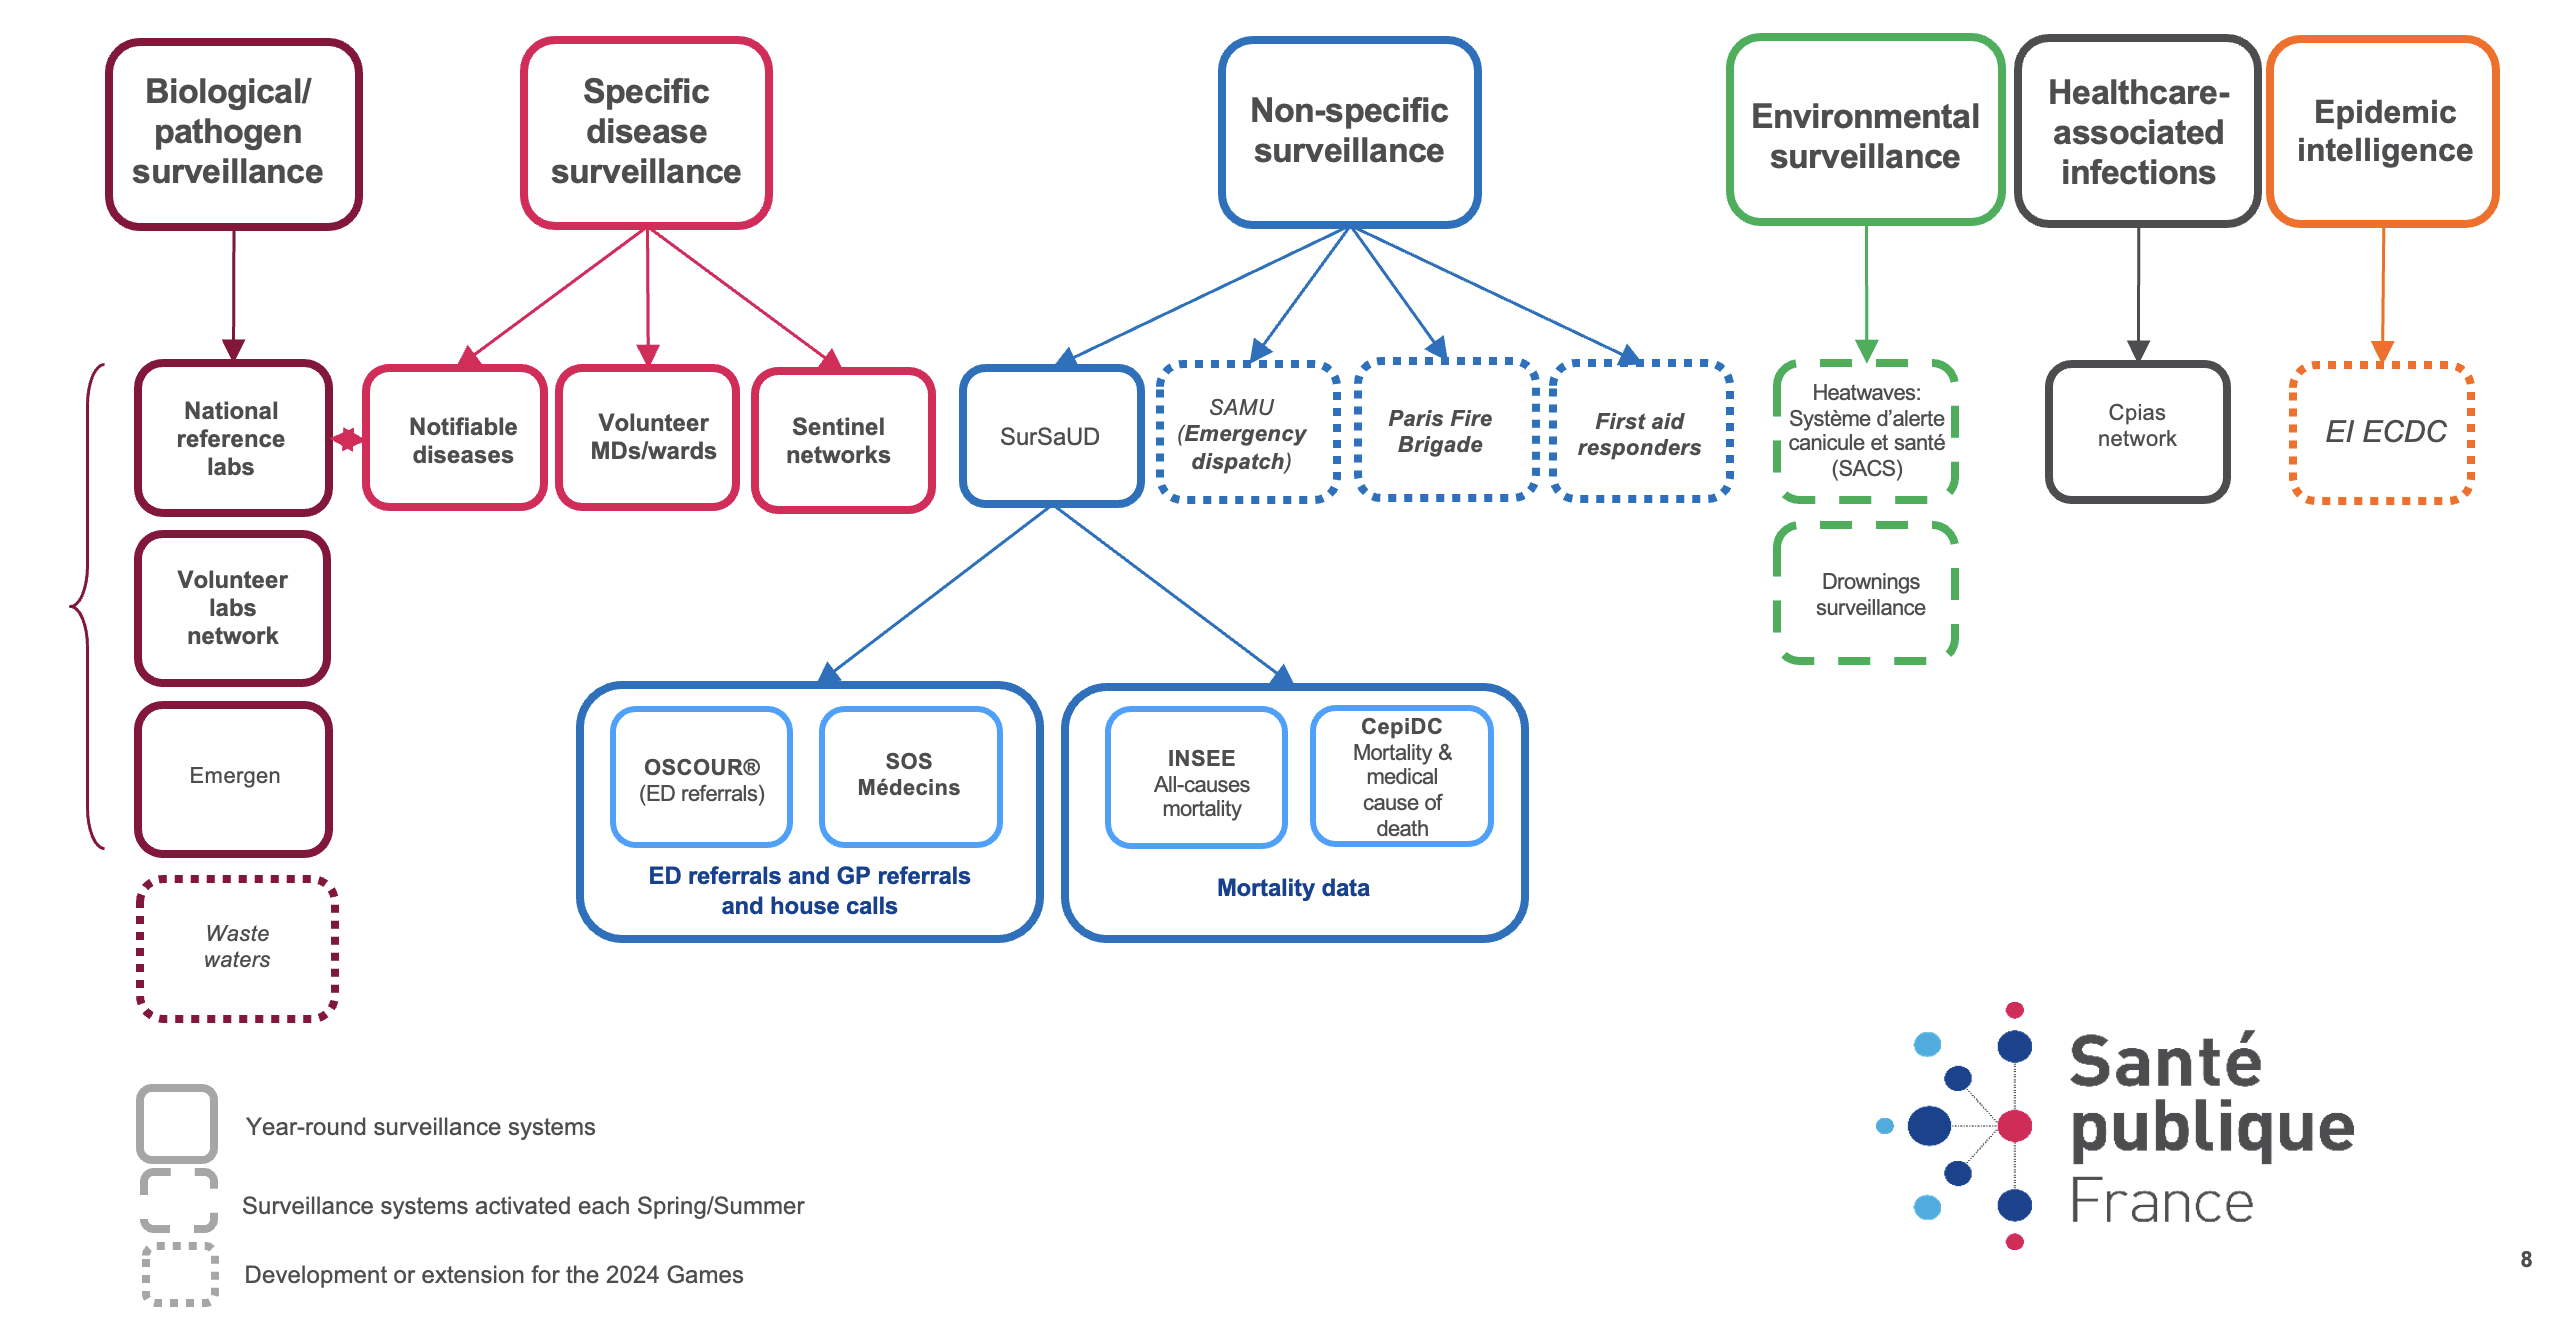 Biological/
pathogen
surveillance
Specific
disease
surveillance
Non-specific
surveillance
Environmental
surveillance
Healthcare-
associated
infections
Epidemic
intelligence
National
reference
labs
Notifiable
diseases
Volunteer
MDs/wards
Sentinel
networks
SurSaUD
SAMU
(Emergency
dispatch)
Paris Fire
Brigade
First aid
responders
Heatwaves:
Système d'alerte
canicule et santé
(SACS)
Cpias
network
EI ECDC
Volunteer
labs
network
Drownings
surveillance
Emergen
OSCOUR®
(ED referrals)
SOS
Médecins
ED referrals and GP referrals
and house calls
INSEE
All-causes
mortality
CepiDC
Mortality &
medical
cause of
death
Mortality data
Waste
waters
Year-round surveillance systems
Surveillance systems activated each Spring/Summer
Development or extension for the 2024 Games
Santé
publique
France
8